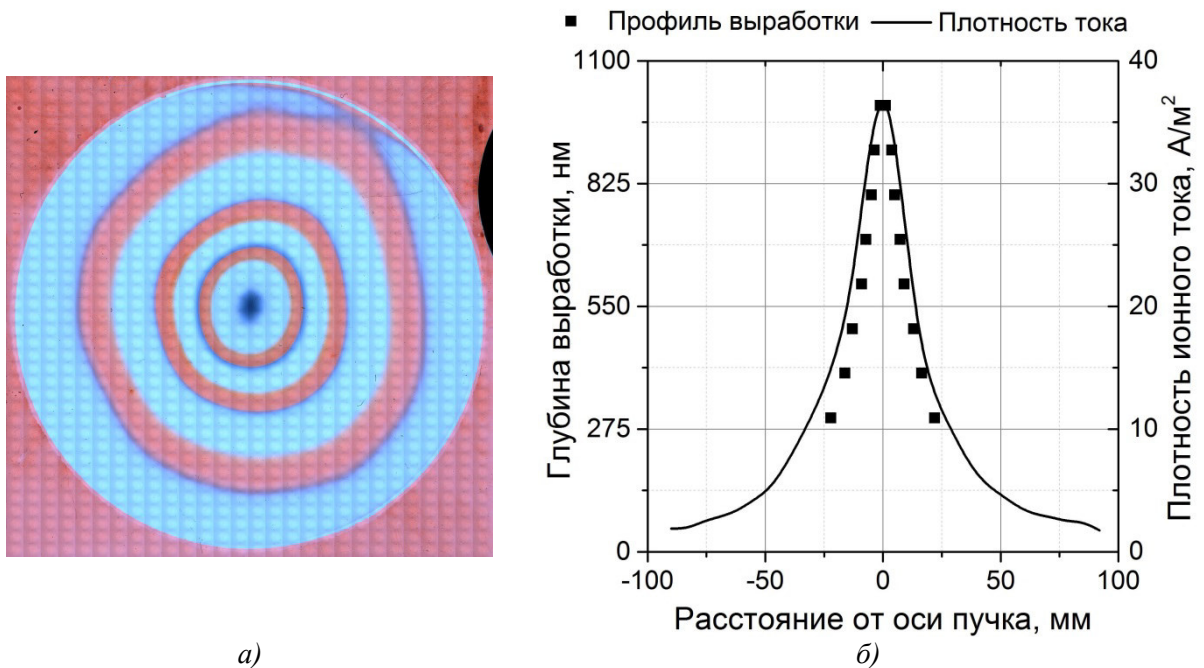 ■ Профиль выработки — Плотность тока
1100
825
550
275
0
Глубина выработки, нм
40
30
20
10
0
Плотность ионного тока, А/м²
-100 -50 0 50 100
Расстояние от оси пучка, мм
а) б)